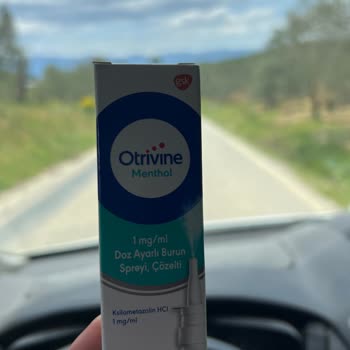 gsk
Otrivine
Menthol
1 mg/ml
Doz Ayarlı Burun
Spreyi, Çözelti
Ksilometazolin HCl
1 mg/ml